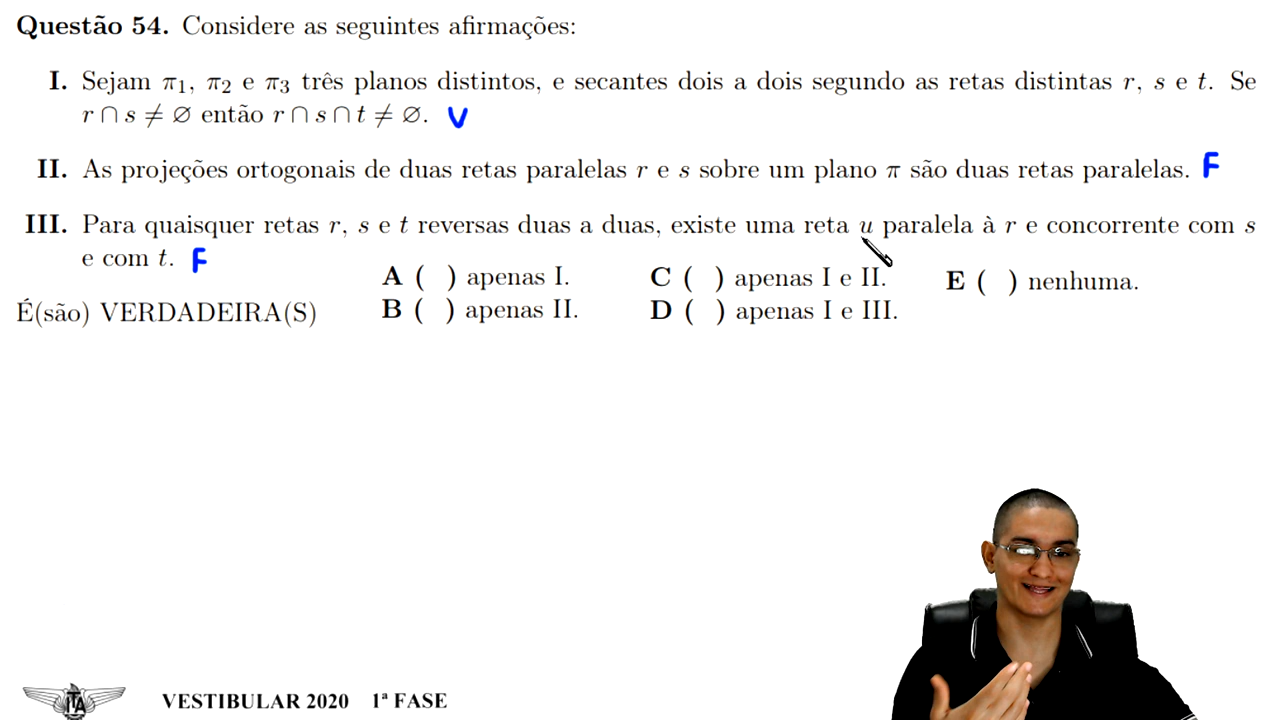 Questão 54. Considere as seguintes afirmações:
I. Sejam π1, π2 e π3 três planos distintos, e secantes dois a dois segundo as retas distintas r, s e t. Se
r ∩ s ≠ ∅ então r ∩ s ∩ t ≠ ∅. V
II. As projeções ortogonais de duas retas paralelas r e s sobre um plano π são duas retas paralelas. F
III. Para quaisquer retas r, s e t reversas duas a duas, existe uma reta u paralela à r e concorrente com s
e com t. F
A ( ) apenas I.
C ( ) apenas I e II.
E ( ) nenhuma.
É(são) VERDADEIRA(S)
B ( ) apenas II.
D ( ) apenas I e III.
ITA
VESTIBULAR 2020 1ª FASE